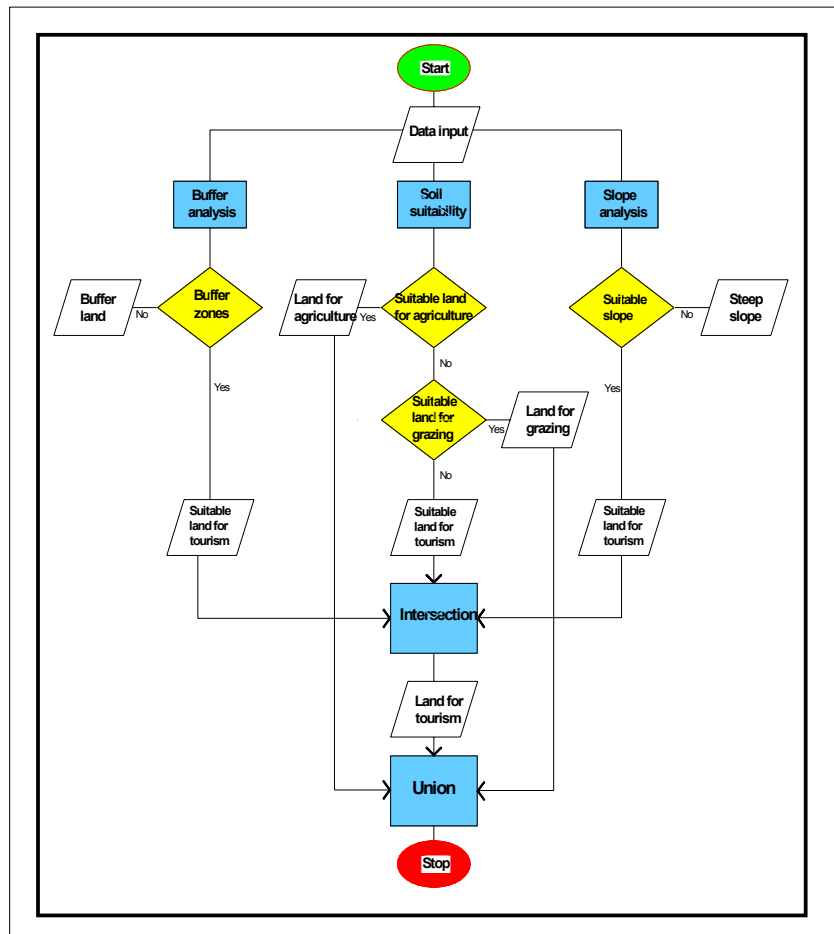 Start
Data input
Buffer
analysis
Soil
suitability
Slope
analysis
Buffer
land
No
Buffer
zones
Land for
agriculture
Yes
Suitable land
for agriculture
Suitable
slope
No
Steep
slope
No
Yes
Yes
Suitable
land for
grazing
Yes
Land for
grazing
No
Suitable
land for
tourism
Suitable
land for
tourism
Suitable
land for
tourism
Intersection
Land for
tourism
Union
Stop